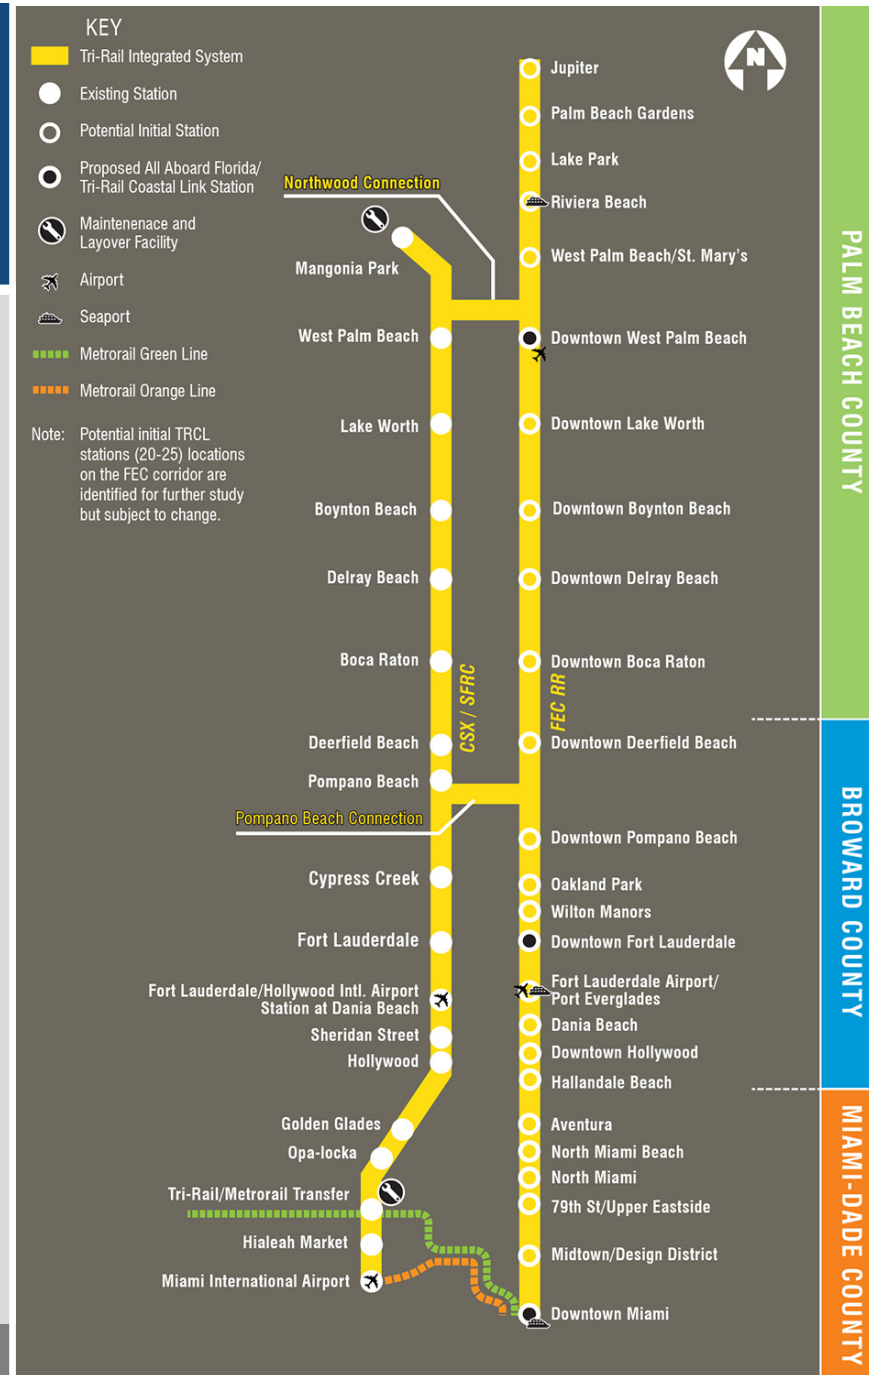 KEY
Tri-Rail Integrated System
Existing Station
Potential Initial Station
Proposed All Aboard Florida/
Tri-Rail Coastal Link Station
Maintenenace and
Layover Facility
Airport
Seaport
Metrorail Green Line
Metrorail Orange Line
Note: Potential initial TRCL
stations (20-25) locations
on the FEC corridor are
identified for further study
but subject to change.
N
Northwood Connection
Mangonia Park
West Palm Beach
Lake Worth
Boynton Beach
Delray Beach
Boca Raton
Deerfield Beach
Pompano Beach
Pompano Beach Connection
Cypress Creek
Fort Lauderdale
Fort Lauderdale/Hollywood Intl. Airport
Station at Dania Beach
Sheridan Street
Hollywood
Golden Glades
Opa-locka
Tri-Rail/Metrorail Transfer
Hialeah Market
Miami International Airport
CSX / SFRC
FEC RR
Jupiter
Palm Beach Gardens
Lake Park
Riviera Beach
West Palm Beach/St. Mary's
Downtown West Palm Beach
Downtown Lake Worth
Downtown Boynton Beach
Downtown Delray Beach
Downtown Boca Raton
Downtown Deerfield Beach
Downtown Pompano Beach
Oakland Park
Wilton Manors
Downtown Fort Lauderdale
Fort Lauderdale Airport/
Port Everglades
Dania Beach
Downtown Hollywood
Hallandale Beach
Aventura
North Miami Beach
North Miami
79th St/Upper Eastside
Midtown/Design District
Downtown Miami
PALM BEACH COUNTY
BROWARD COUNTY
MIAMI-DADE COUNTY